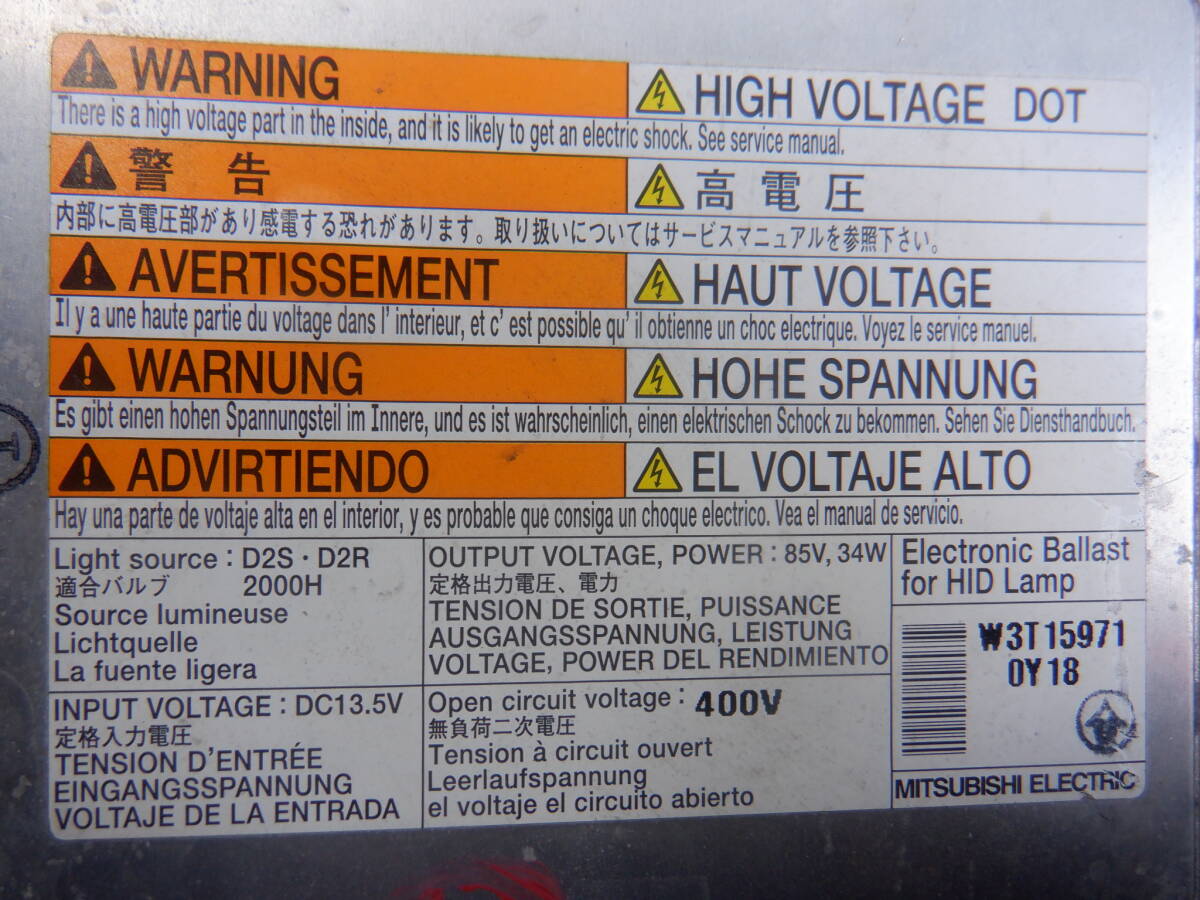 WARNING
HIGH VOLTAGE DOT
There is a high voltage part in the inside, and it is likely to get an electric shock. See service manual.
警 告
高 電 圧
内部に高電圧部があり感電する恐れがあります。取り扱いについてはサービスマニュアルを参照下さい。
AVERTISSEMENT
HAUT VOLTAGE
Il y a une haute partie du voltage dans l' interieur, et c' est possible qu' il obtienne un choc electrique. Voyez le service manuel.
WARNUNG
HOHE SPANNUNG
Es gibt einen hohen Spannungsteil im Innere, und es ist wahrscheinlich, einen elektrischen Schock zu bekommen. Sehen Sie Diensthandbuch.
ADVIRTIENDO
EL VOLTAJE ALTO
Hay una parte de voltaje alta en el interior, y es probable que consiga un choque electrico. Vea el manual de servicio.
Light source : D2S・D2R
適合バルブ 2000H
Source lumineuse
Lichtquelle
La fuente ligera
OUTPUT VOLTAGE, POWER : 85V, 34W
定格出力電圧、電力
TENSION DE SORTIE, PUISSANCE
AUSGANGSSPANNUNG, LEISTUNG
VOLTAGE, POWER DEL RENDIMIENTO
Electronic Ballast
for HID Lamp
INPUT VOLTAGE : DC13.5V
定格入力電圧
TENSION D'ENTRÉE
EINGANGSSPANNUNG
VOLTAJE DE LA ENTRADA
Open circuit voltage : 400V
無負荷二次電圧
Tension à circuit ouvert
Leerlaufspannung
el voltaje el circuito abierto
W3T15971
0Y18
MITSUBISHI ELECTRIC